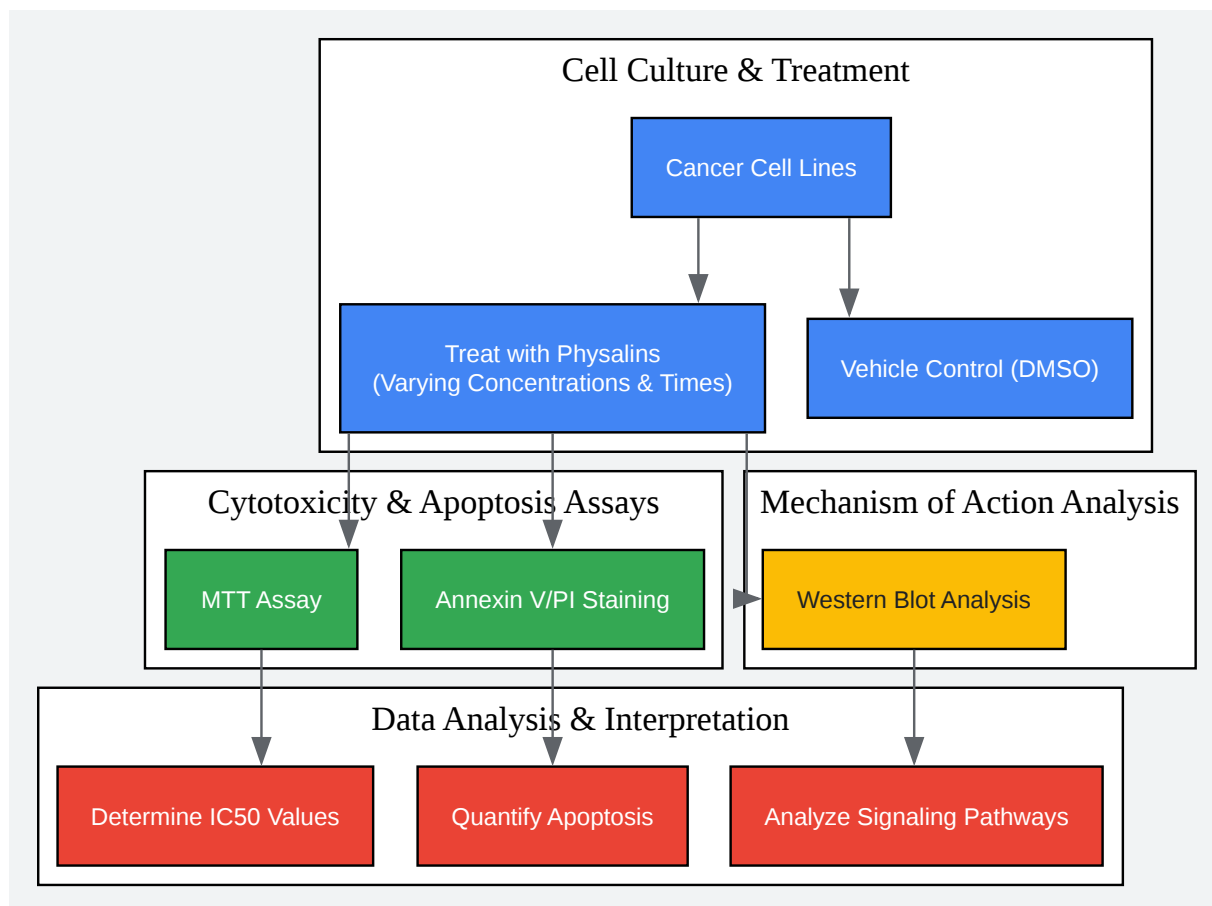 Cell Culture & Treatment
Cancer Cell Lines
Treat with Physalins
(Varying Concentrations & Times)
Vehicle Control (DMSO)
Cytotoxicity & Apoptosis Assays
Mechanism of Action Analysis
MTT Assay
Annexin V/PI Staining
Western Blot Analysis
Data Analysis & Interpretation
Determine IC50 Values
Quantify Apoptosis
Analyze Signaling Pathways